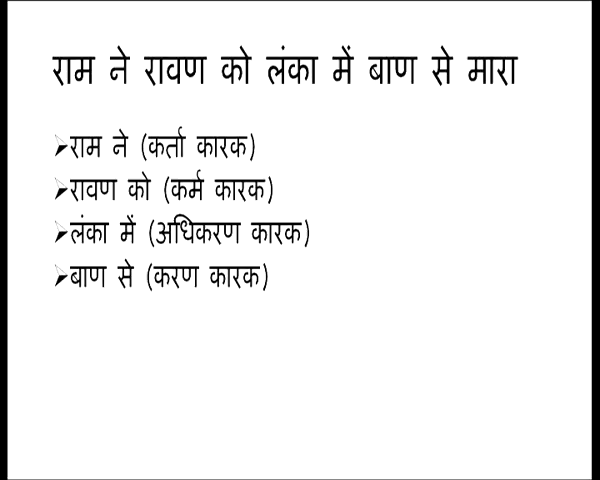 राम ने रावण को लंका में बाण से मारा
➢राम ने (कर्ता कारक)
➢रावण को (कर्म कारक)
➢लंका में (अधिकरण कारक)
➢बाण से (करण कारक)